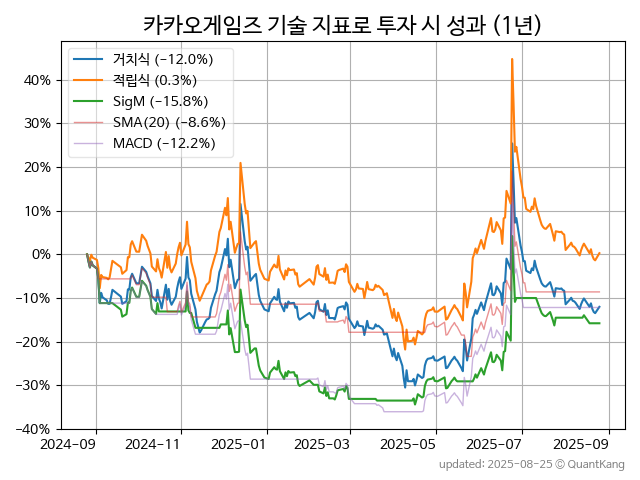 카카오게임즈 기술 지표로 투자 시 성과 (1년)
거치식 (−12.0%)
적립식 (0.3%)
SigM (−15.8%)
SMA(20) (−8.6%)
MACD (−12.2%)
40%
30%
20%
10%
0%
−10%
−20%
−30%
−40%
2024-09 2024-11 2025-01 2025-03 2025-05 2025-07 2025-09
updated: 2025-08-25 © QuantKang